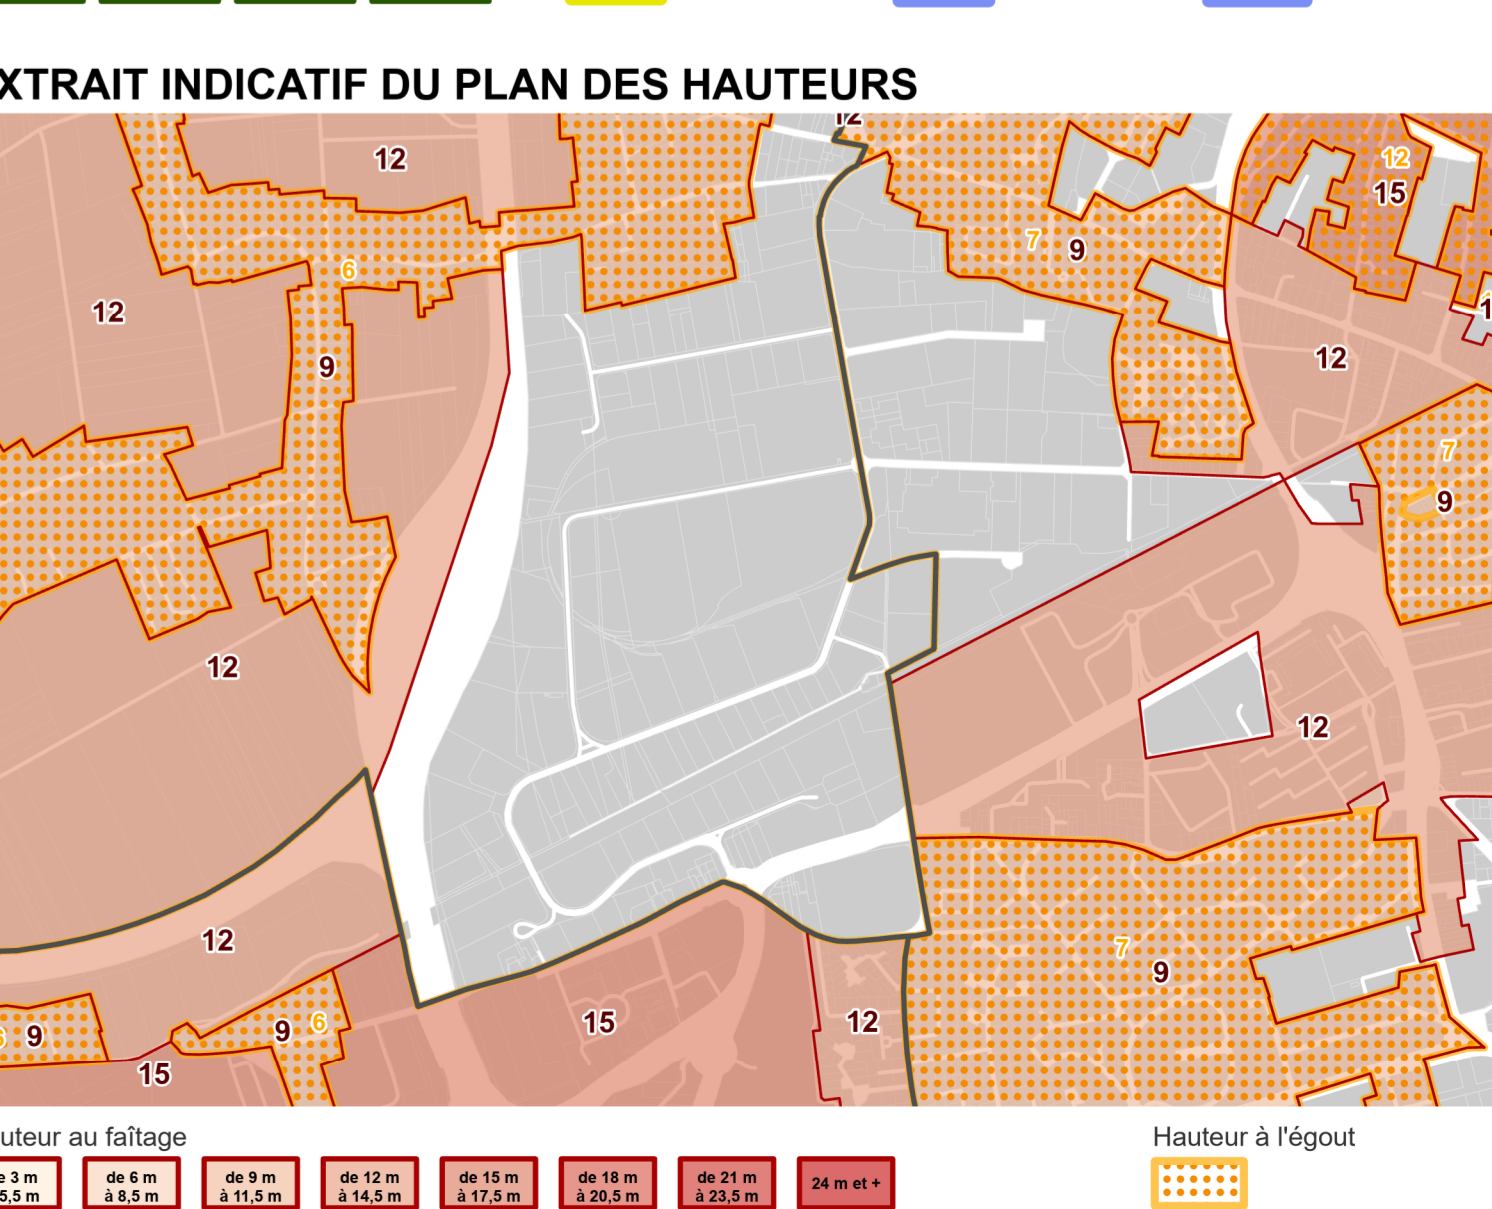 XTRAIT INDICATIF DU PLAN DES HAUTEURS
12
12
12
15
7
9
6
12
12
9
7
9
12
12
12
7
9
15
12
9
6
9
15
uteur au faîtage
Hauteur à l'égout
e 3 m
5,5 m
de 6 m
à 8,5 m
de 9 m
à 11,5 m
de 12 m
à 14,5 m
de 15 m
à 17,5 m
de 18 m
à 20,5 m
de 21 m
à 23,5 m
24 m et +